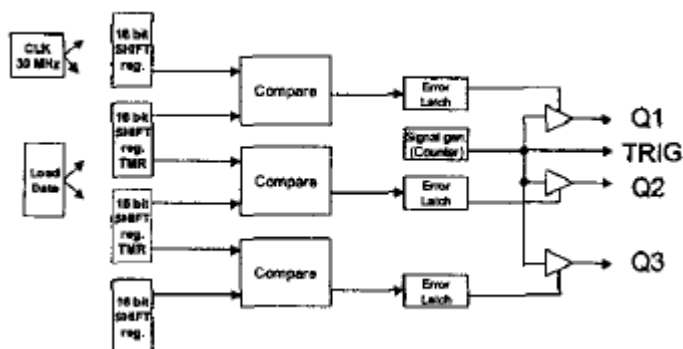 CLK
30 MHz
16 bit
SHIFT
reg.
Compare
Error
Latch
Q1
16 bit
SHIFT
reg.
TMR
Signal gen.
(Counter)
TRIG
Load
Data
Compare
Error
Latch
Q2
16 bit
SHIFT
reg.
TMR
Compare
Error
Latch
Q3
16 bit
SHIFT
reg.